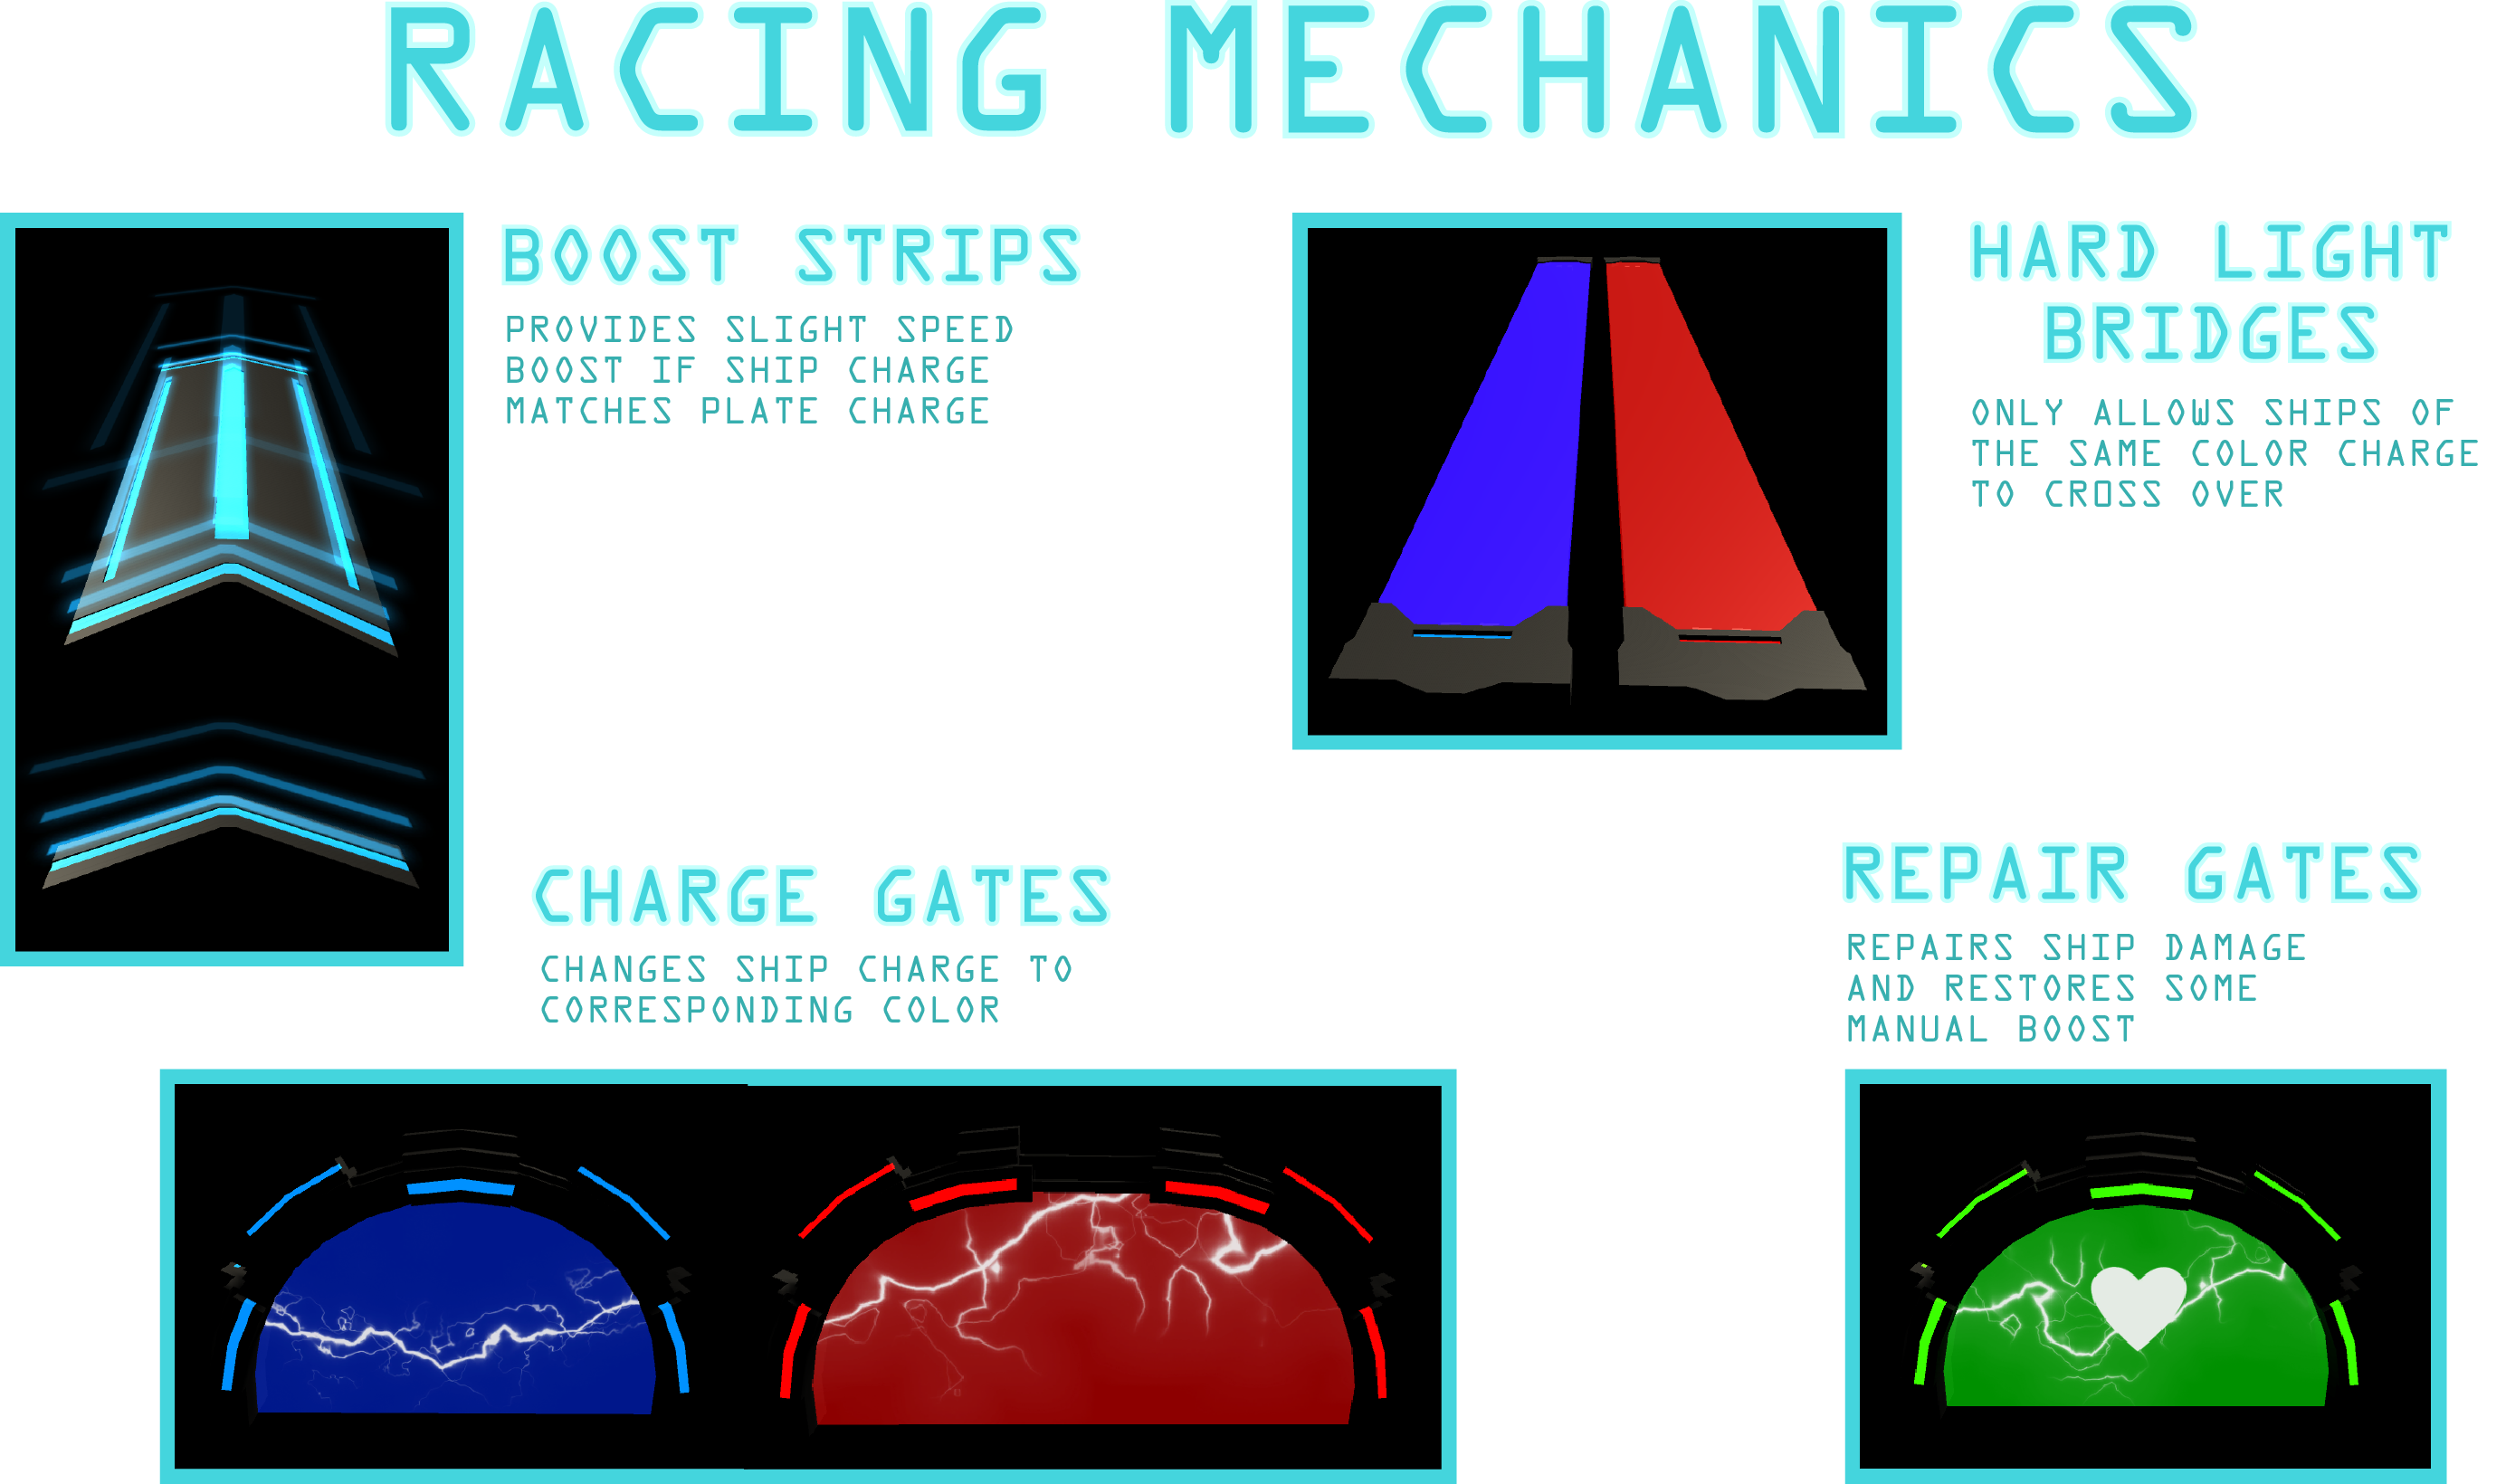 RACING MECHANICS
BOOST STRIPS
PROVIDES SLIGHT SPEED
BOOST IF SHIP CHARGE
MATCHES PLATE CHARGE
HARD LIGHT
BRIDGES
ONLY ALLOWS SHIPS OF
THE SAME COLOR CHARGE
TO CROSS OVER
CHARGE GATES
CHANGES SHIP CHARGE TO
CORRESPONDING COLOR
REPAIR GATES
REPAIRS SHIP DAMAGE
AND RESTORES SOME
MANUAL BOOST